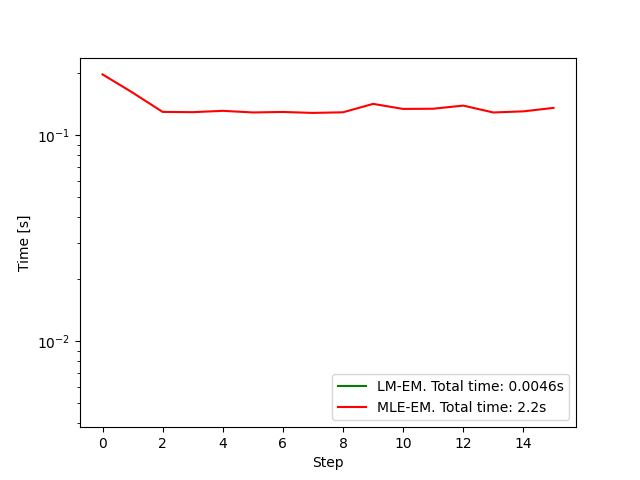 Time [s]
10⁻¹
10⁻²
LM-EM. Total time: 0.0046s
MLE-EM. Total time: 2.2s
0 2 4 6 8 10 12 14
Step